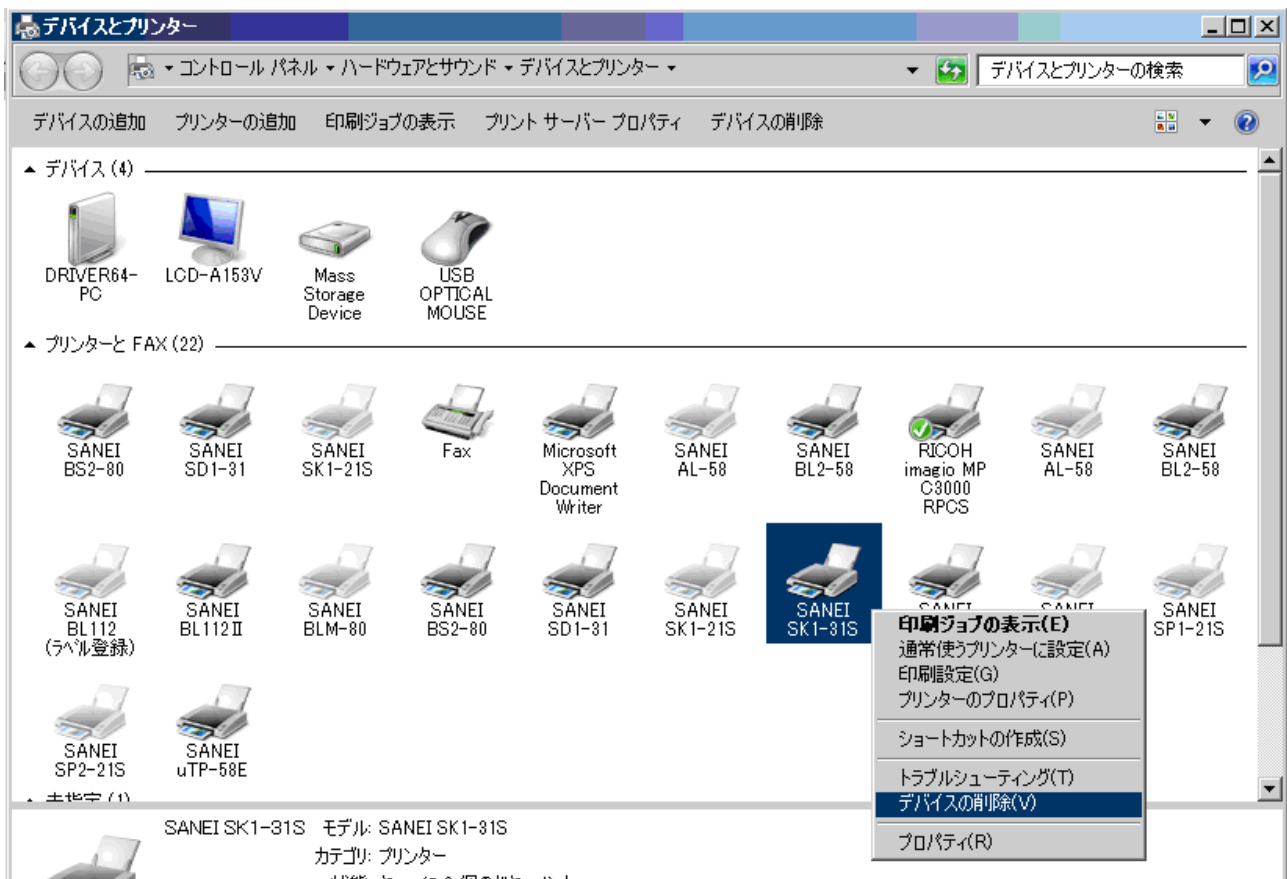 デバイスとプリンター
コントロール パネル ▾ ハードウェアとサウンド ▾ デバイスとプリンター ▾
デバイスとプリンターの検索
デバイスの追加 プリンターの追加 印刷ジョブの表示 プリント サーバー プロパティ デバイスの削除
デバイス (4)
DRIVER64-
PC
LCD-A153V
Mass
Storage
Device
USB
OPTICAL
MOUSE
プリンターと FAX (22)
SANEI
BS2-80
SANEI
SD1-31
SANEI
SK1-21S
Fax
Microsoft
XPS
Document
Writer
SANEI
AL-58
SANEI
BL2-58
RICOH
imagio MP
C3000
RPCS
SANEI
AL-58
SANEI
BL2-58
SANEI
BL112
(ラベル登録)
SANEI
BL112Ⅱ
SANEI
BLM-80
SANEI
BS2-80
SANEI
SD1-31
SANEI
SK1-21S
SANEI
SK1-31S
SANEI
SANEI
SANEI
SP1-21S
印刷ジョブの表示(E)
通常使うプリンターに設定(A)
印刷設定(G)
プリンターのプロパティ(P)
ショートカットの作成(S)
トラブルシューティング(T)
デバイスの削除(V)
プロパティ(R)
SANEI
SP2-21S
SANEI
uTP-58E
未指定 (1)
SANEI SK1-31S モデル: SANEI SK1-31S
カテゴリ: プリンター